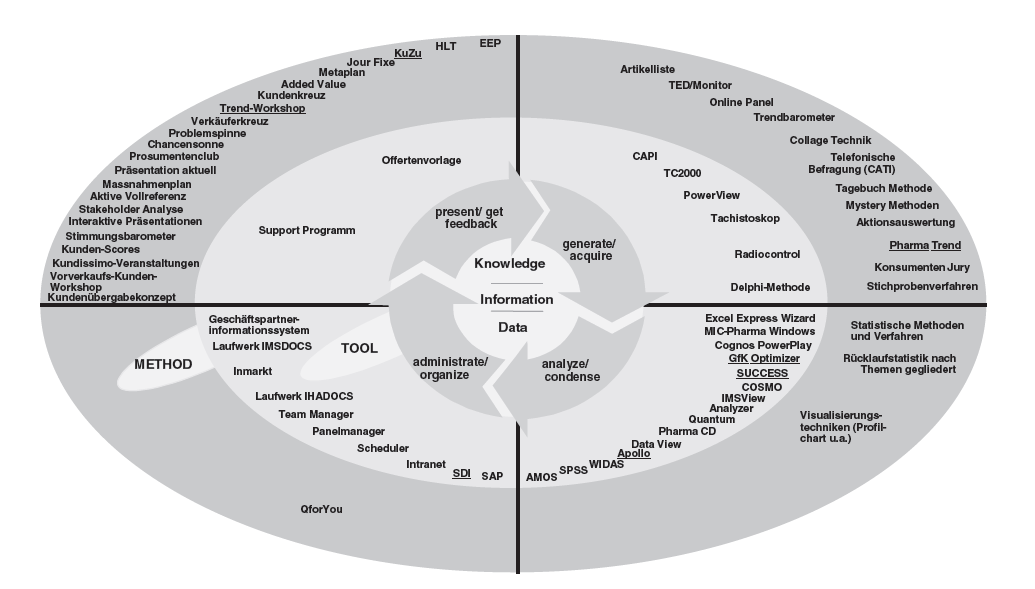 EEP
HLT
KuZu
Jour Fixe
Metaplan
Added Value
Kundenkreuz
Trend-Workshop
Verkäuferkreuz
Problemspinne
Chancensonne
Prosumentenclub
Präsentation aktuell
Massnahmenplan
Aktive Vollreferenz
Stakeholder Analyse
Interaktive Präsentationen
Stimmungsbarometer
Kunden-Scores
Kundissimo-Veranstaltungen
Vorverkaufs-Kunden-
Workshop
Kundenübergabekonzept
Offertenvorlage
Support Programm
present/ get
feedback
Artikelliste
TED/Monitor
Online Panel
Trendbarometer
Collage Technik
Telefonische
Befragung (CATI)
Tagebuch Methode
Mystery Methoden
Aktionsauswertung
Pharma Trend
Konsumenten Jury
Stichprobenverfahren
CAPI
TC2000
PowerView
Tachistoskop
Radiocontrol
Delphi-Methode
generate/
acquire
Knowledge
Information
Data
Geschäftspartner-
informationssystem
Laufwerk IMSDOCS
TOOL
METHOD
Inmarkt
Laufwerk IHADOCS
Team Manager
Panelmanager
Scheduler
Intranet
SDI
SAP
QforYou
administrate/
organize
analyze/
condense
Excel Express Wizard
MIC-Pharma Windows
Cognos PowerPlay
GfK Optimizer
SUCCESS
COSMO
IMSView
Analyzer
Quantum
Pharma CD
Data View
Apollo
WIDAS
SPSS
AMOS
Statistische Methoden
und Verfahren
Rücklaufstatistik nach
Themen gegliedert
Visualisierungs-
techniken (Profil-
chart u.a.)